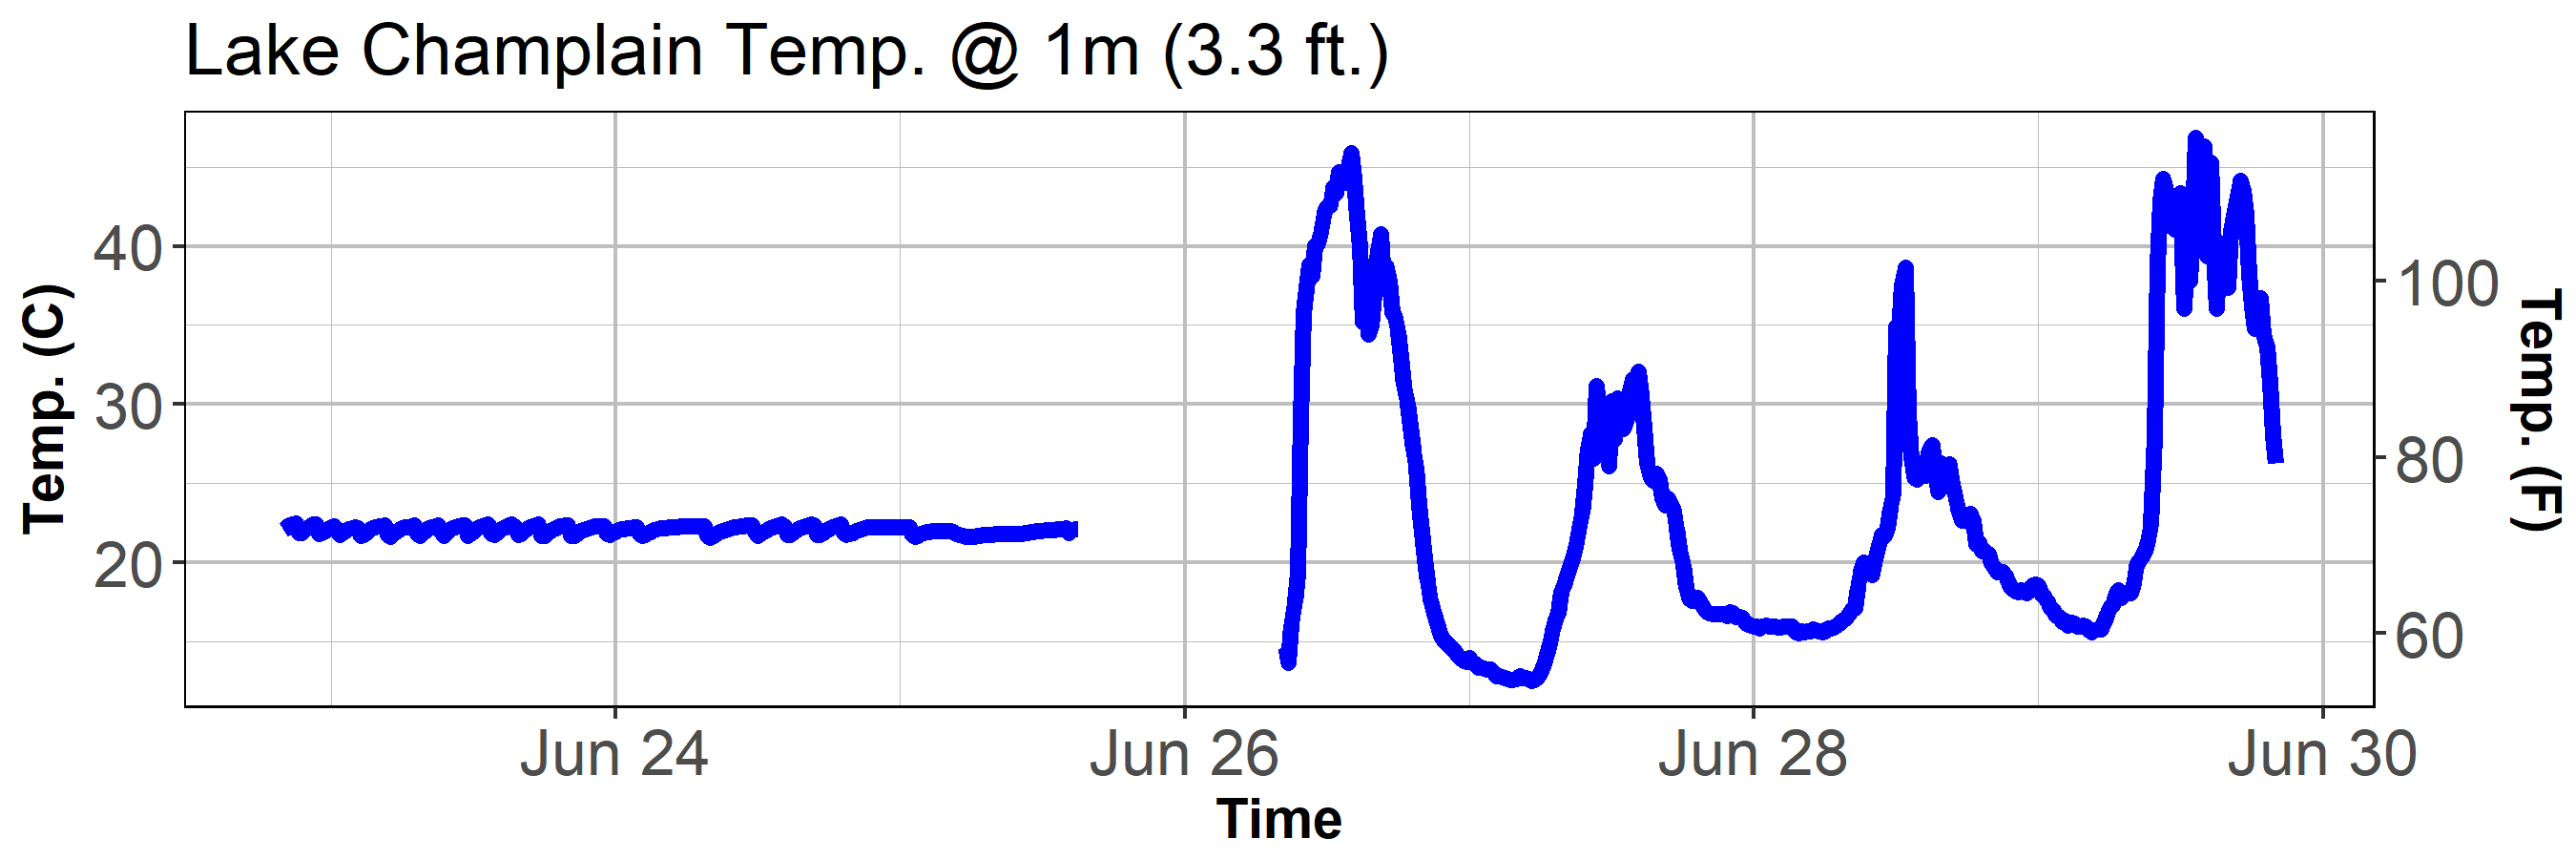 Lake Champlain Temp. @ 1m (3.3 ft.)
Temp. (C)
40
30
20
100
80
60
Temp. (F)
Jun 24 Jun 26 Jun 28 Jun 30
Time